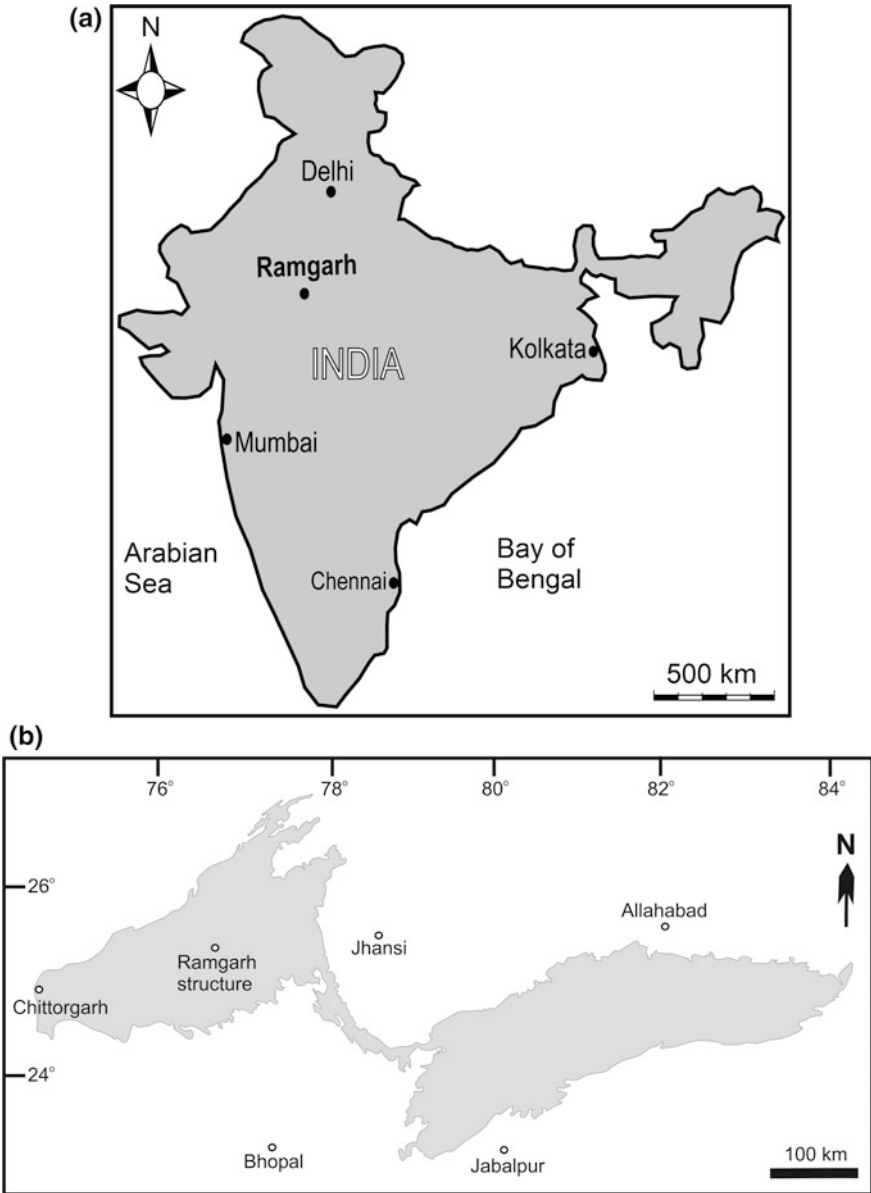 (a)
N
Delhi
Ramgarh
Kolkata
INDIA
Mumbai
Arabian
Sea
Bay of
Bengal
Chennai
500 km
(b)
76° 78° 80° 82° 84°
N
26°
Allahabad
Jhansi
Ramgarh
structure
Chittorgarh
24°
Bhopal
Jabalpur
100 km